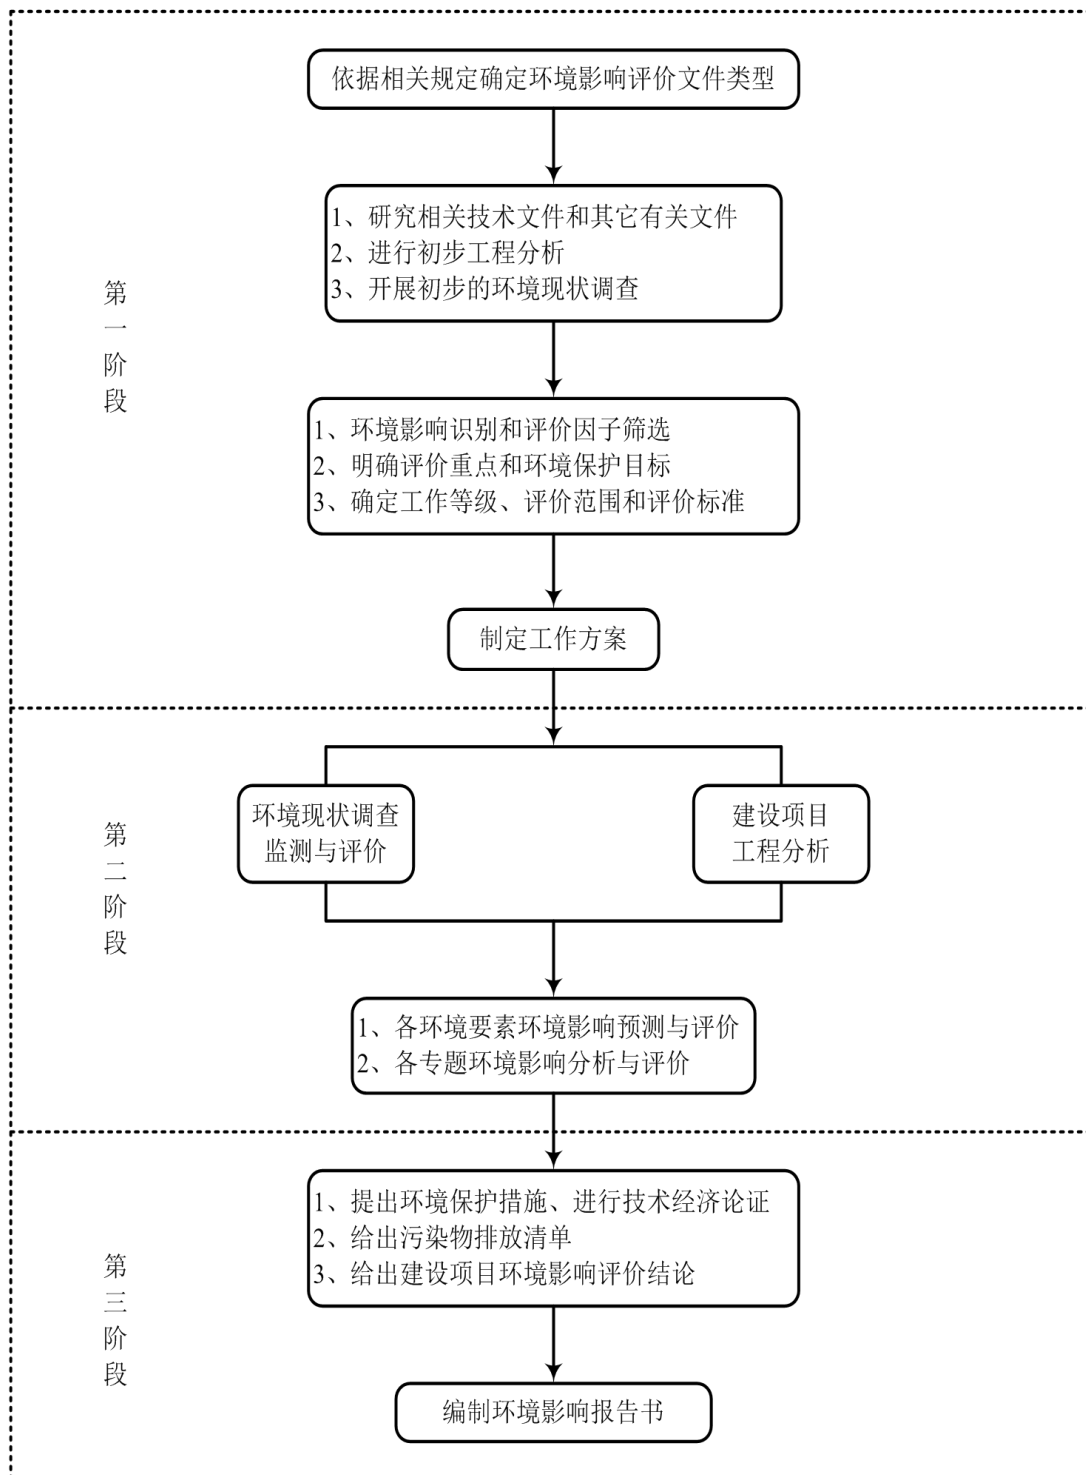 依据相关规定确定环境影响评价文件类型
1、研究相关技术文件和其它有关文件
2、进行初步工程分析
3、开展初步的环境现状调查
第一阶段
1、环境影响识别和评价因子筛选
2、明确评价重点和环境保护目标
3、确定工作等级、评价范围和评价标准
制定工作方案
第二阶段
环境现状调查
监测与评价
建设项目
工程分析
1、各环境要素环境影响预测与评价
2、各专题环境影响分析与评价
第三阶段
1、提出环境保护措施、进行技术经济论证
2、给出污染物排放清单
3、给出建设项目环境影响评价结论
编制环境影响报告书